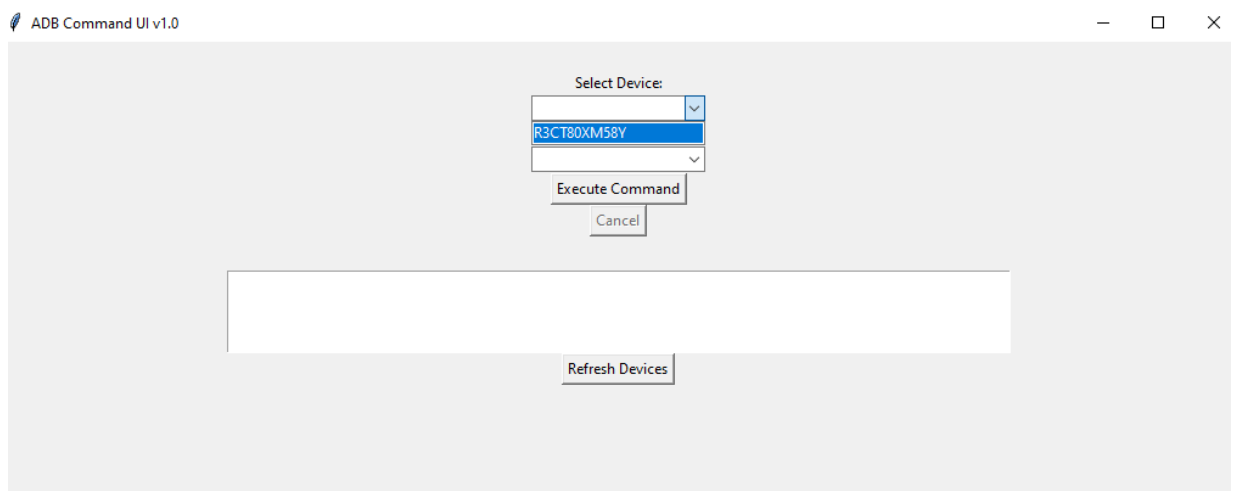 ADB Command UI v1.0
Select Device:
R3CT80XM58Y
Execute Command
Cancel
Refresh Devices